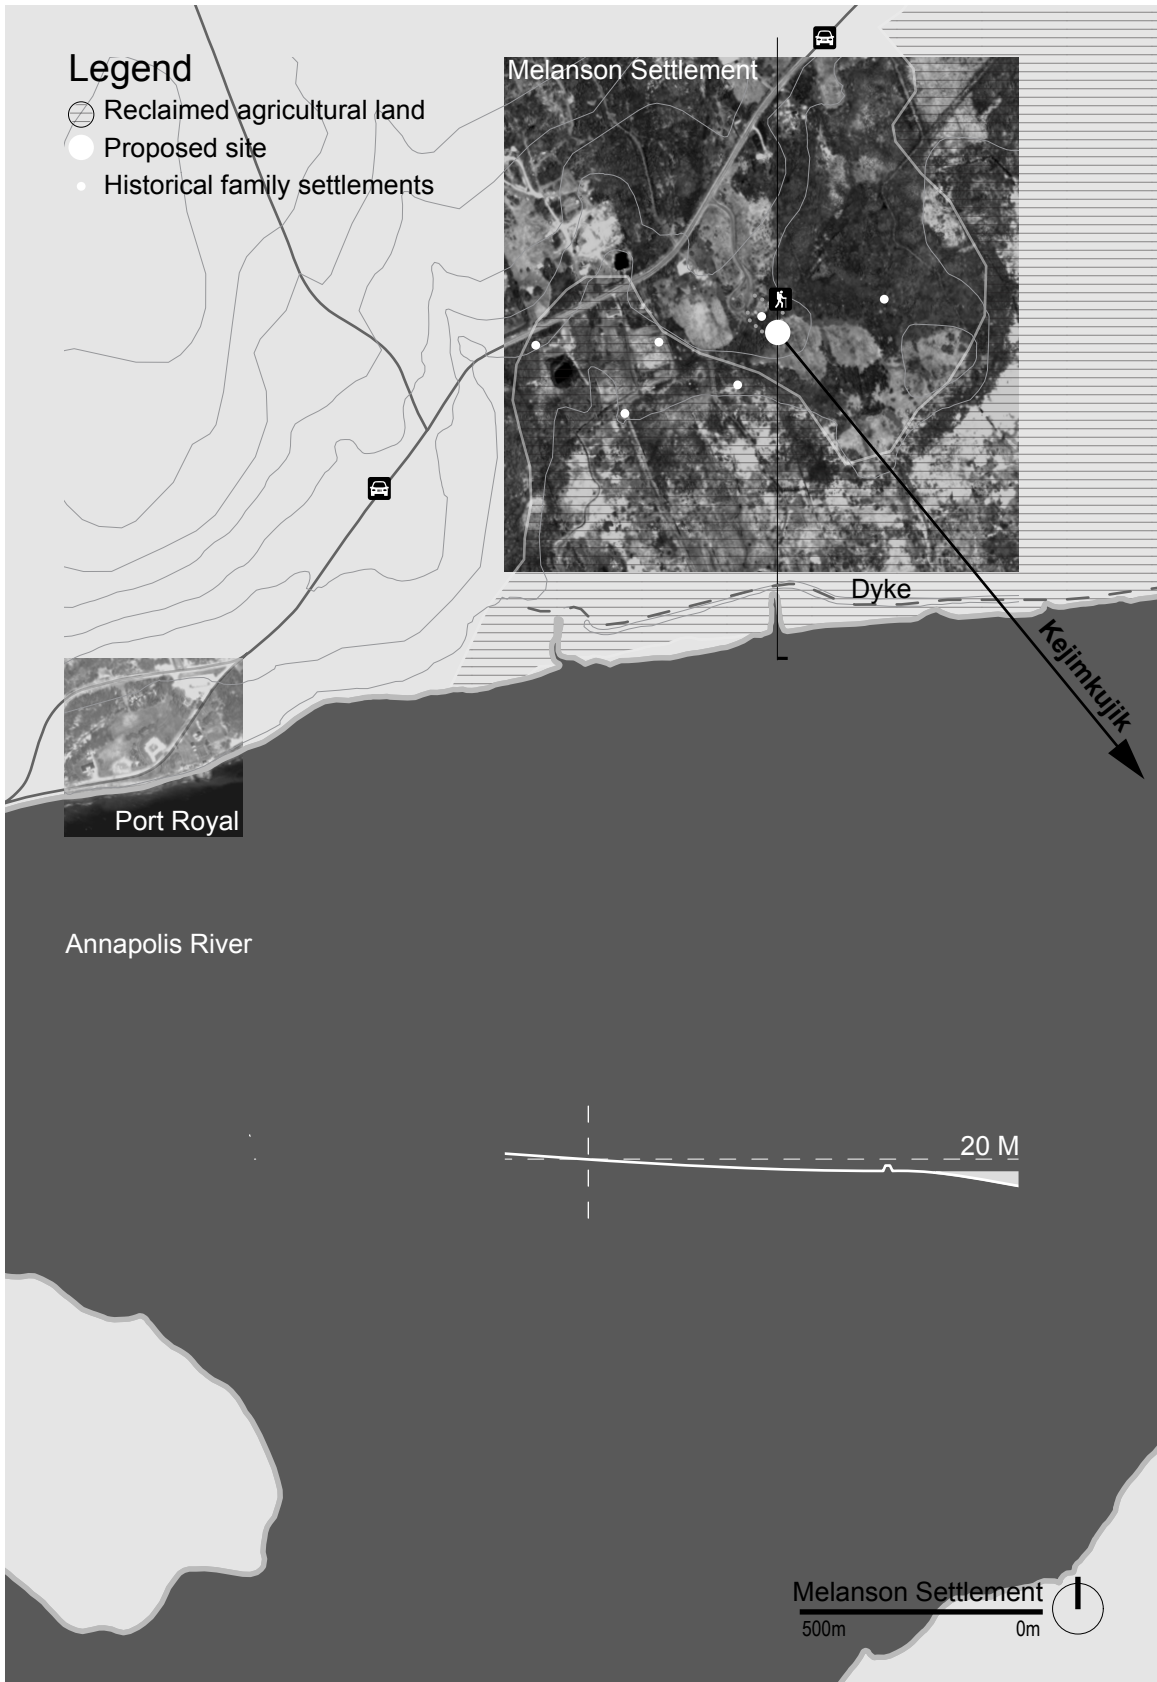 Legend
Reclaimed agricultural land
Proposed site
Historical family settlements
Melanson Settlement
Dyke
Kejimkujik
Port Royal
Annapolis River
20 M
Melanson Settlement
500m 0m